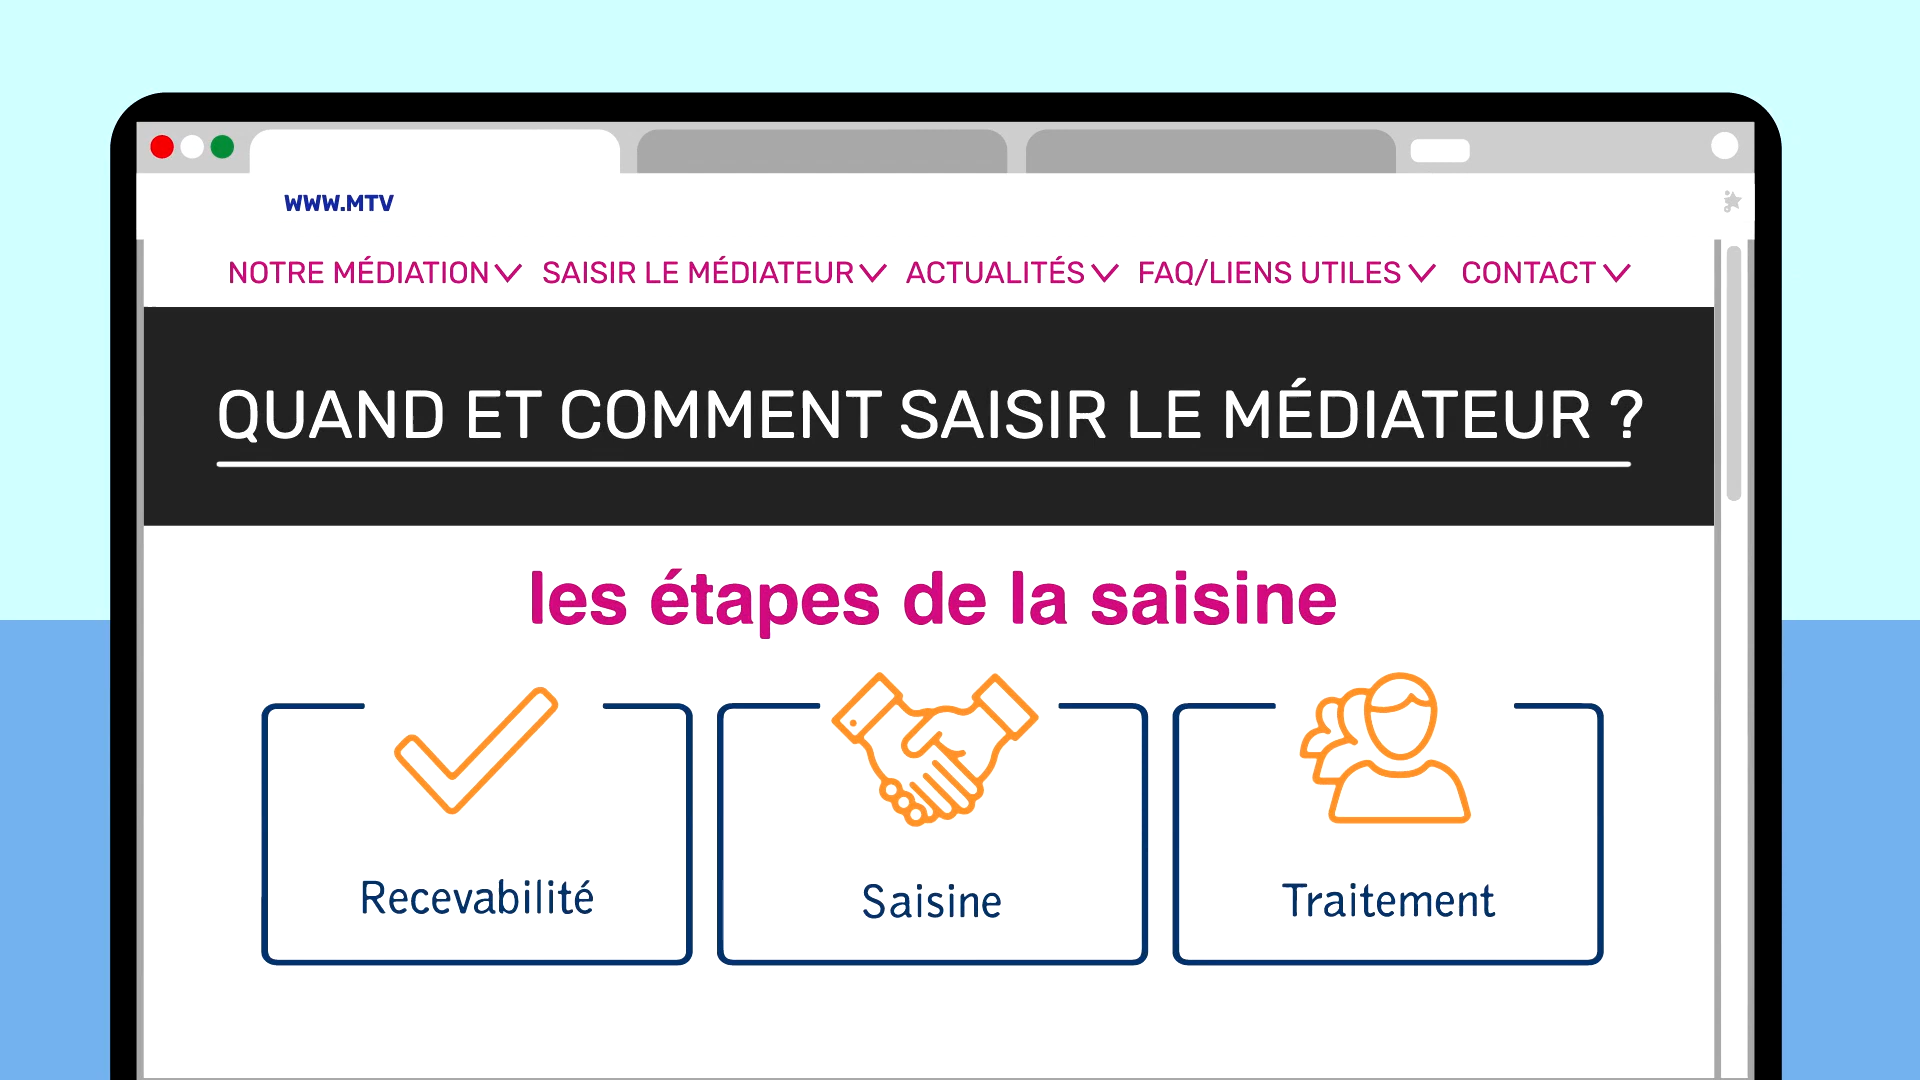 WWW.MTV
NOTRE MÉDIATION SAISIR LE MÉDIATEUR ACTUALITÉS FAQ/LIENS UTILES CONTACT
QUAND ET COMMENT SAISIR LE MÉDIATEUR ?
les étapes de la saisine
Recevabilité Saisine Traitement